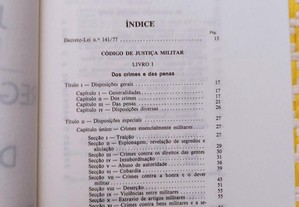 ÍNDICE
Pág.
Decreto-Lei n.º 141/77 15
CÓDIGO DE JUSTIÇA MILITAR
LIVRO I
Dos crimes e das penas
Título I — Disposições gerais 17
Capítulo I — Generalidades 17
Capítulo II — Dos crimes 17
Capítulo III — Das penas 21
Capítulo IV — Disposições diversas
Título II — Disposições especiais 27
Capítulo único — Crimes essencialmente militares 27
Secção I — Traição 27
Secção II — Espionagem, revelação de segredos e
aliciação 29
Secção III — Crimes contra os direitos das gentes
Secção IV — Insubordinação
Secção V — Abuso de autoridade
Secção VI — Cobardia
Secção VII — Crimes contra a honra e o dever
militares
Secção VIII — Deserção
Secção IX — Violências entre militares
Secção X — Extravio de artigos militares
Secção XI — Crimes contra bens militares e a